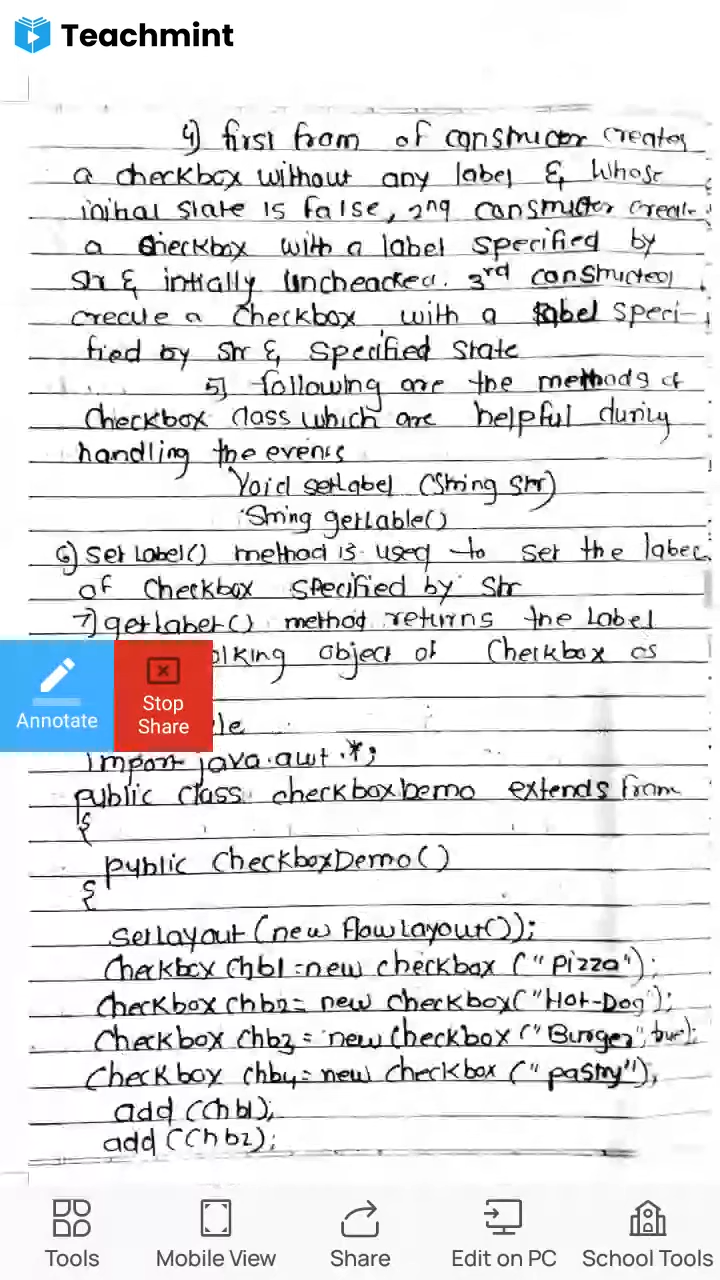 Teachmint
4) first from of constructor creates
a checkbox without any label & whose
initial state is false, 2nd constructor create
a checkbox with a label specified by
str & intially uncheacked. 3rd constructed
crecue a checkbox with a label speci-
fied by str & specified state
5] following are the methods of
checkbox class which are helpful during
handling the events
Void setLabel (String str)
String getLable()
6) set Label() method is used to set the label
of checkbox specified by str
7] getLabel() method returns the Label
object of Checkbox as
Annotate
Stop
Share
import java.awt.*;
public class checkboxDemo extends from
{
public CheckboxDemo()
{
setLayout (new flowLayout());
Checkbox chb1 = new checkbox ("Pizza");
Checkbox chb2 = new checkbox("Hot-Dog");
Checkbox chb3 = new checkbox ("Burger", true);
Checkbox chb4 = new checkbox ("pastry");
add (chb1);
add (chb2);
Tools
Mobile View
Share
Edit on PC
School Tools